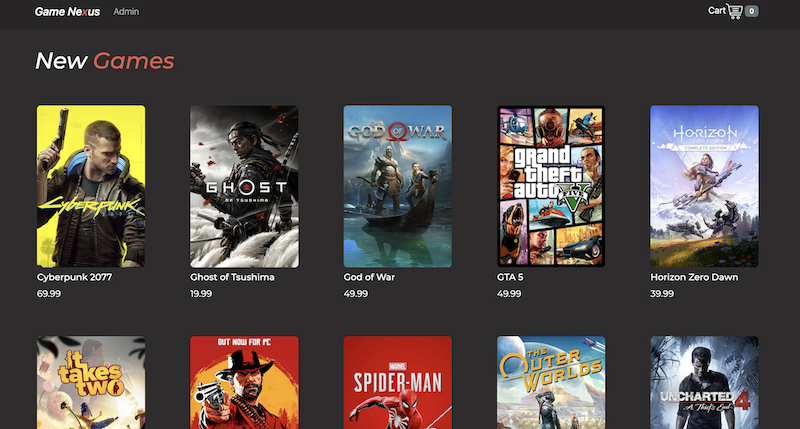 Game Nexus
Admin
Cart
0
New Games
CYBERPUNK
GHOST
OF TSUSHIMA
GOD OF WAR
grand
theft
auto
V
HORIZON
COMPLETE EDITION
Cyberpunk 2077
Ghost of Tsushima
God of War
GTA 5
Horizon Zero Dawn
69.99
19.99
49.99
49.99
39.99
it
takes
two
OUT NOW FOR PC
MARVEL
SPIDER-MAN
THE
OUTER
WORLDS
UNCHARTED 4
A Thief's End